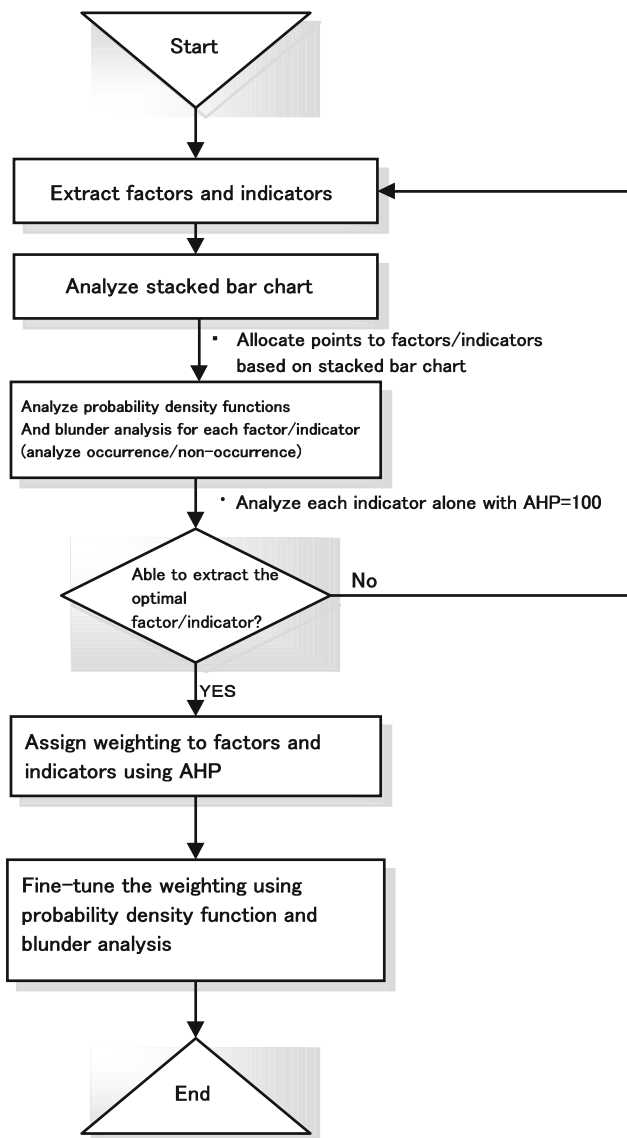 Start
Extract factors and indicators
Analyze stacked bar chart
· Allocate points to factors/indicators
based on stacked bar chart
Analyze probability density functions
And blunder analysis for each factor/indicator
(analyze occurrence/non-occurrence)
· Analyze each indicator alone with AHP=100
Able to extract the
optimal
factor/indicator?
No
YES
Assign weighting to factors and
indicators using AHP
Fine-tune the weighting using
probability density function and
blunder analysis
End